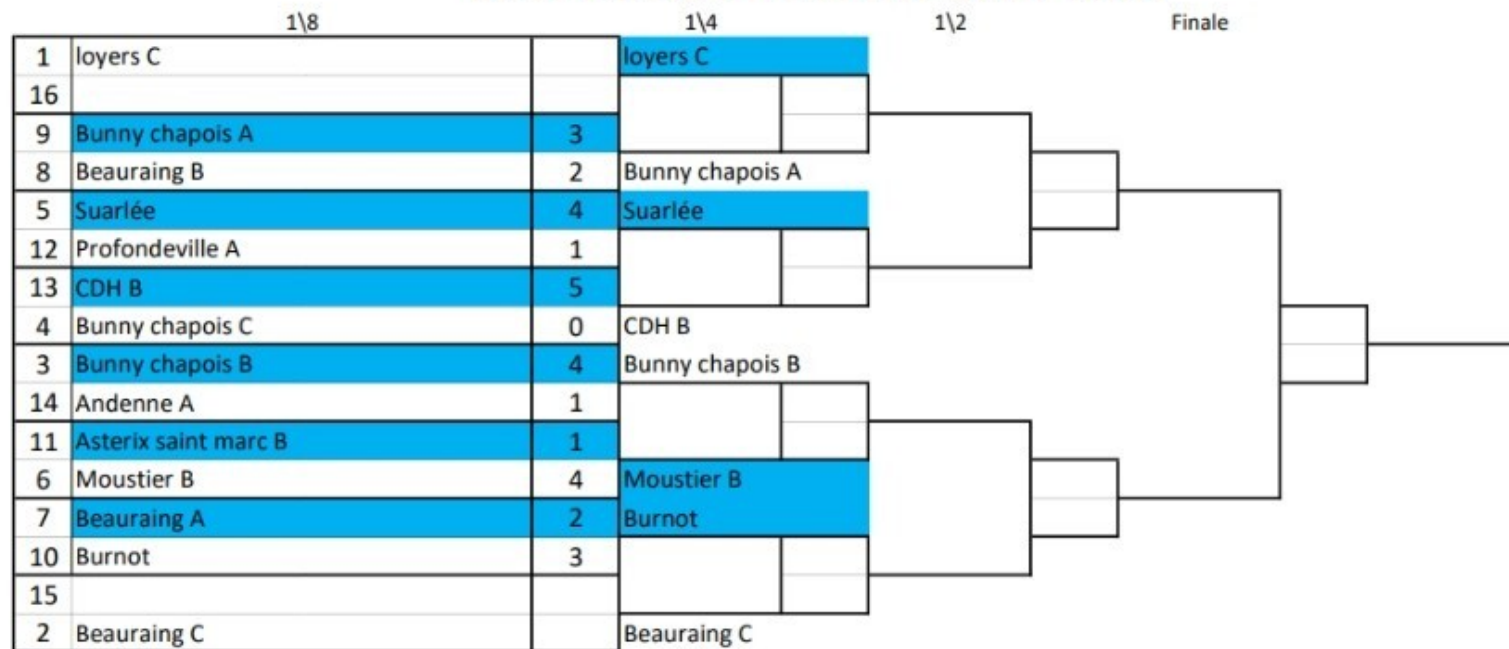 1\8 1\4 1\2 Finale
1 loyers C loyers C
16
9 Bunny chapois A 3
8 Beauraing B 2 Bunny chapois A
5 Suarlée 4 Suarlée
12 Profondeville A 1
13 CDH B 5
4 Bunny chapois C 0 CDH B
3 Bunny chapois B 4 Bunny chapois B
14 Andenne A 1
11 Asterix saint marc B 1
6 Moustier B 4 Moustier B
7 Beauraing A 2 Burnot
10 Burnot 3
15
2 Beauraing C Beauraing C